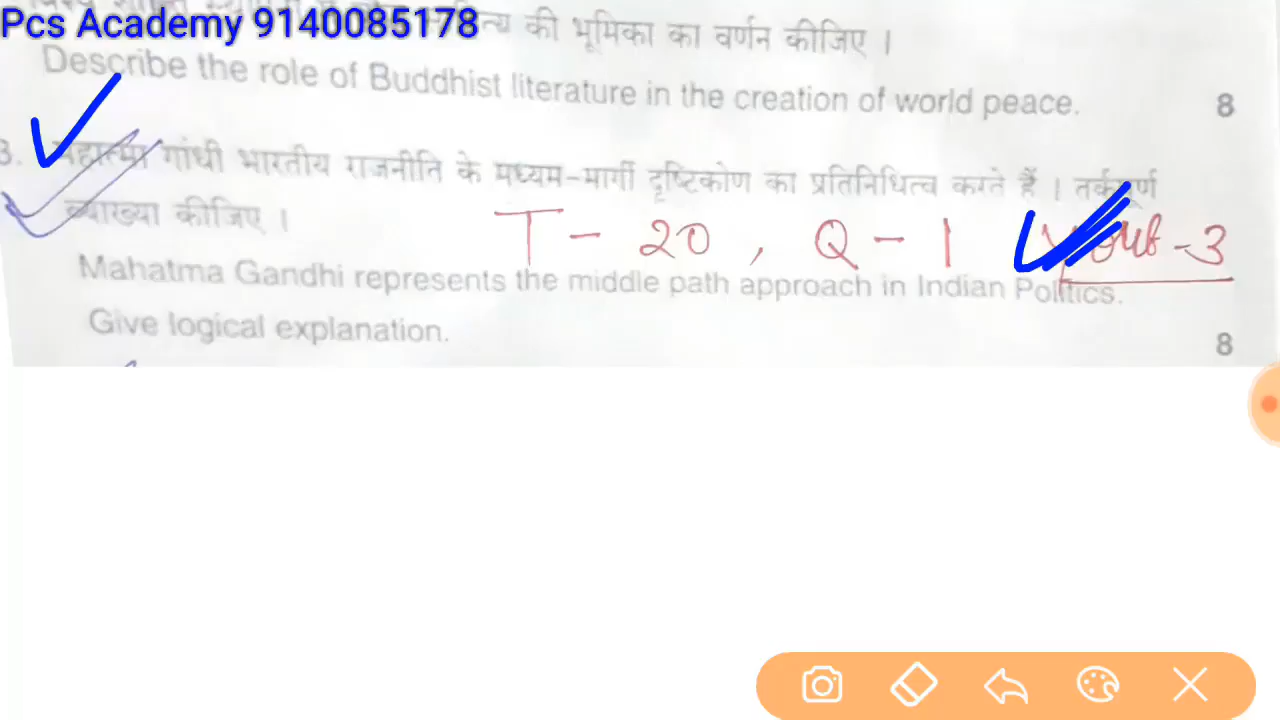 Pcs Academy 9140085178 की भूमिका का वर्णन कीजिए ।
Describe the role of Buddhist literature in the creation of world peace. 8
3. महात्मा गांधी भारतीय राजनीति के मध्यम-मार्गी दृष्टिकोण का प्रतिनिधित्व करते हैं । तर्कपूर्ण
व्याख्या कीजिए ।
T - 20 , Q - 1
Mahatma Gandhi represents the middle path approach in Indian Politics.
Give logical explanation.
8